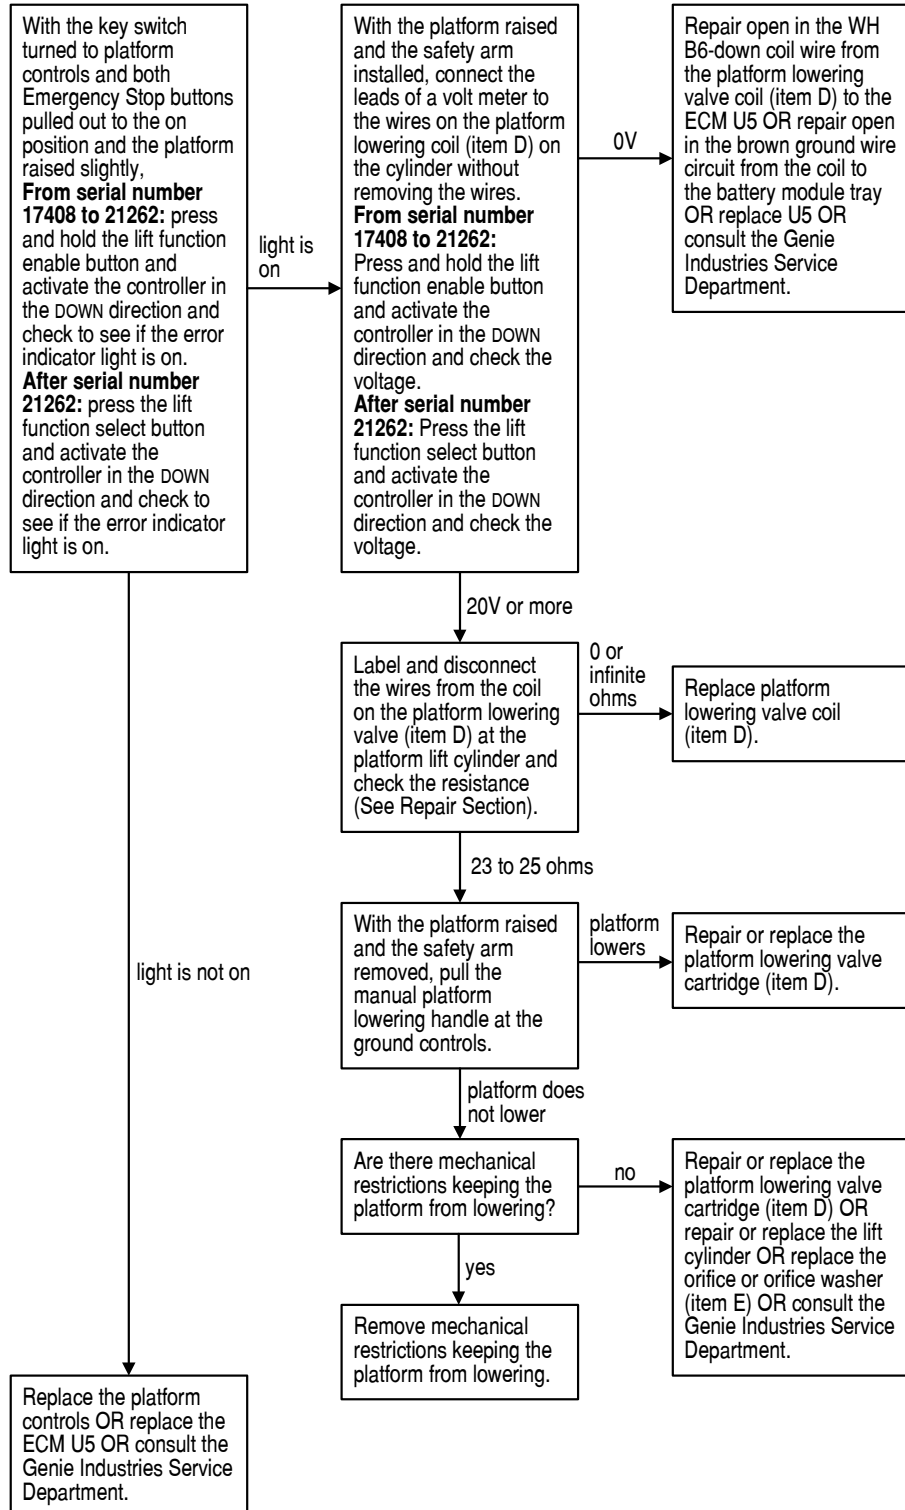 With the key switch
turned to platform
controls and both
Emergency Stop buttons
pulled out to the on
position and the platform
raised slightly,
From serial number
17408 to 21262: press
and hold the lift function
enable button and
activate the controller in
the DOWN direction and
check to see if the error
indicator light is on.
After serial number
21262: press the lift
function select button
and activate the
controller in the DOWN
direction and check to
see if the error indicator
light is on.
light is
on
With the platform raised
and the safety arm
installed, connect the
leads of a volt meter to
the wires on the platform
lowering coil (item D) on
the cylinder without
removing the wires.
From serial number
17408 to 21262:
Press and hold the lift
function enable button
and activate the
controller in the DOWN
direction and check the
voltage.
After serial number
21262: Press the lift
function select button
and activate the
controller in the DOWN
direction and check the
voltage.
0V
Repair open in the WH
B6-down coil wire from
the platform lowering
valve coil (item D) to the
ECM U5 OR repair open
in the brown ground wire
circuit from the coil to
the battery module tray
OR replace U5 OR
consult the Genie
Industries Service
Department.
20V or more
Label and disconnect
the wires from the coil
on the platform lowering
valve (item D) at the
platform lift cylinder and
check the resistance
(See Repair Section).
0 or
infinite
ohms
Replace platform
lowering valve coil
(item D).
23 to 25 ohms
With the platform raised
and the safety arm
removed, pull the
manual platform
lowering handle at the
ground controls.
platform
lowers
Repair or replace the
platform lowering valve
cartridge (item D).
light is not on
platform does
not lower
Are there mechanical
restrictions keeping the
platform from lowering?
no
Repair or replace the
platform lowering valve
cartridge (item D) OR
repair or replace the lift
cylinder OR replace the
orifice or orifice washer
(item E) OR consult the
Genie Industries Service
Department.
yes
Remove mechanical
restrictions keeping the
platform from lowering.
Replace the platform
controls OR replace the
ECM U5 OR consult the
Genie Industries Service
Department.